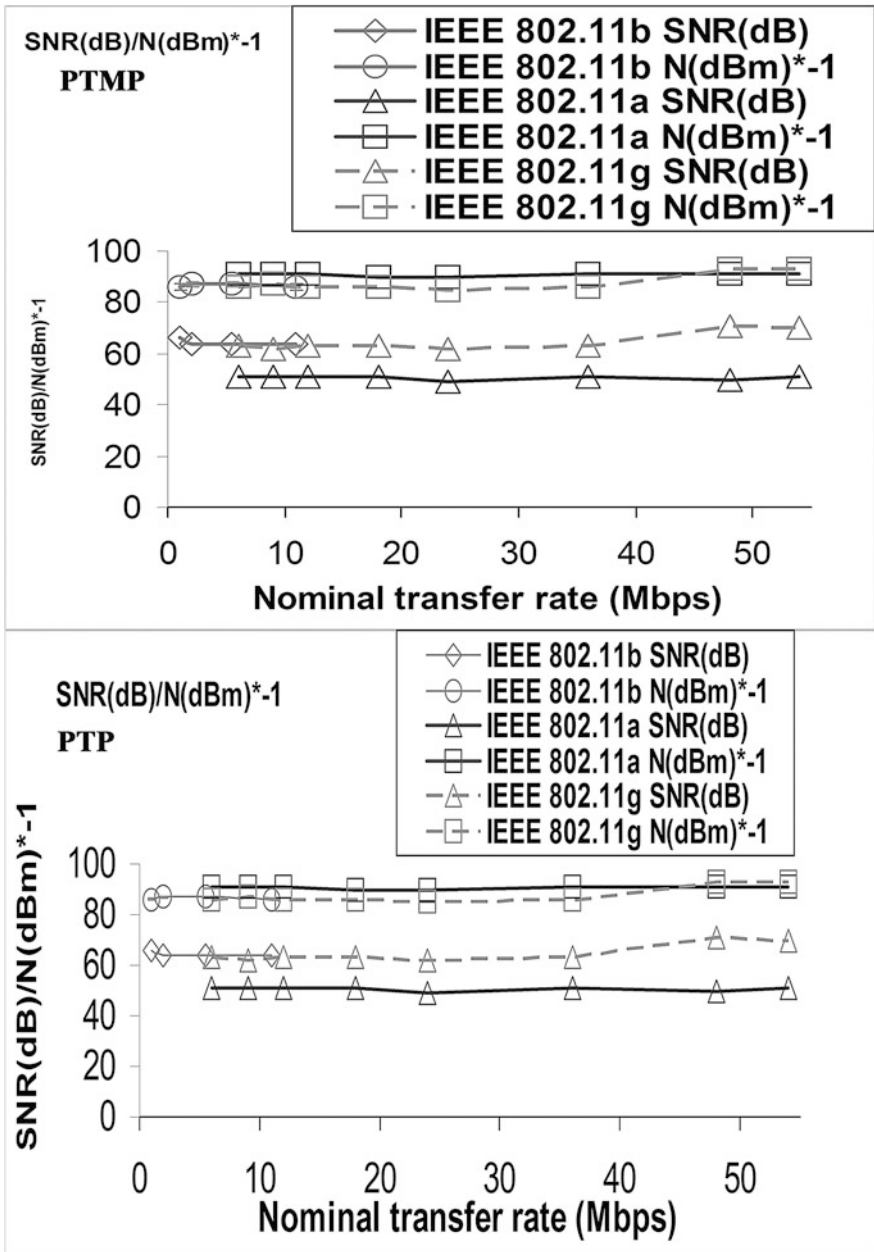 SNR(dB)/N(dBm)*-1
PTMP
IEEE 802.11b SNR(dB)
IEEE 802.11b N(dBm)*-1
IEEE 802.11a SNR(dB)
IEEE 802.11a N(dBm)*-1
IEEE 802.11g SNR(dB)
IEEE 802.11g N(dBm)*-1
SNR(dB)/N(dBm)*-1
100
80
60
40
20
0
0 10 20 30 40 50
Nominal transfer rate (Mbps)
SNR(dB)/N(dBm)*-1
PTP
IEEE 802.11b SNR(dB)
IEEE 802.11b N(dBm)*-1
IEEE 802.11a SNR(dB)
IEEE 802.11a N(dBm)*-1
IEEE 802.11g SNR(dB)
IEEE 802.11g N(dBm)*-1
SNR(dB)/N(dBm)*-1
100
80
60
40
20
0
0 10 20 30 40 50
Nominal transfer rate (Mbps)